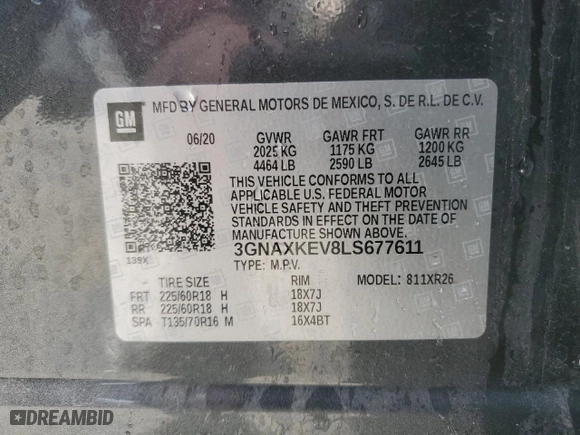 GM MFD BY GENERAL MOTORS DE MEXICO, S. DE R.L. DE C.V.
06/20 GVWR GAWR FRT GAWR RR
2025 KG 1175 KG 1200 KG
4464 LB 2590 LB 2645 LB
THIS VEHICLE CONFORMS TO ALL
APPLICABLE U.S. FEDERAL MOTOR
VEHICLE SAFETY AND THEFT PREVENTION
STANDARDS IN EFFECT ON THE DATE OF
MANUFACTURE SHOWN ABOVE.
139X 3GNAXKEV8LS677611
TYPE: M.P.V.
TIRE SIZE RIM MODEL: 811XR26
FRT 225/60R18 H 18X7J
RR 225/60R18 H 18X7J
SPA T135/70R16 M 16X4BT
DREAMBID